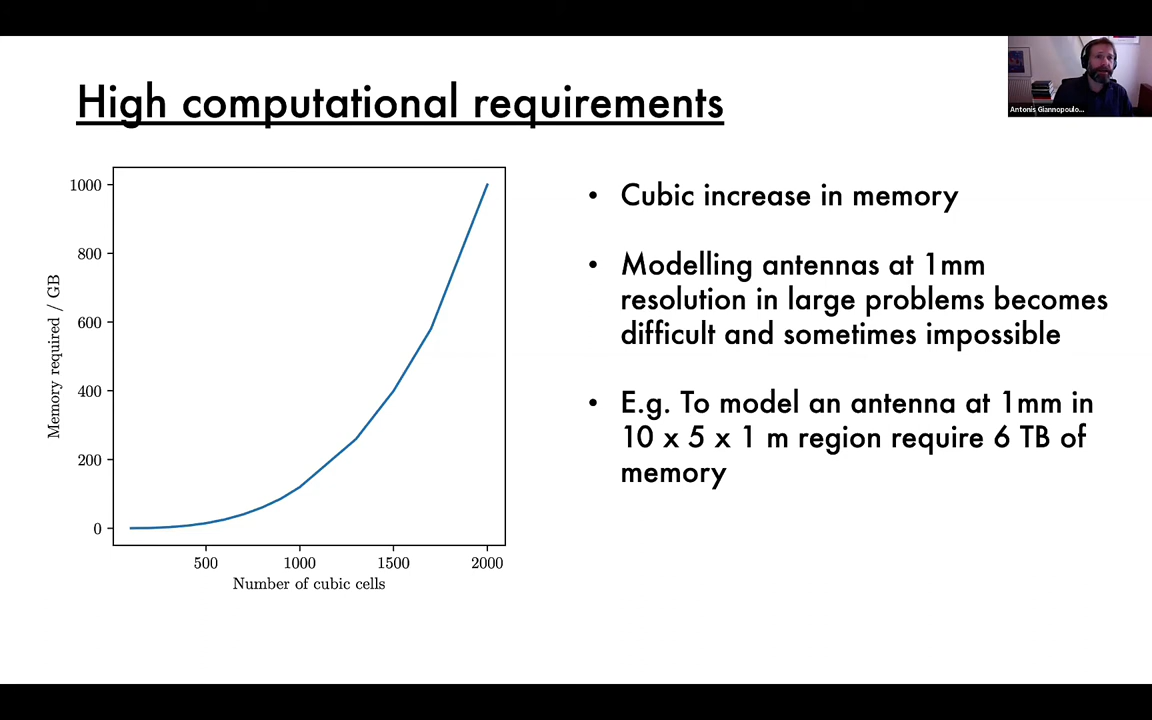 High computational requirements
Antonis Giannopoulo...
1000
800
600
400
200
0
Memory required / GB
500 1000 1500 2000
Number of cubic cells
• Cubic increase in memory
• Modelling antennas at 1mm
resolution in large problems becomes
difficult and sometimes impossible
• E.g. To model an antenna at 1mm in
10 x 5 x 1 m region require 6 TB of
memory